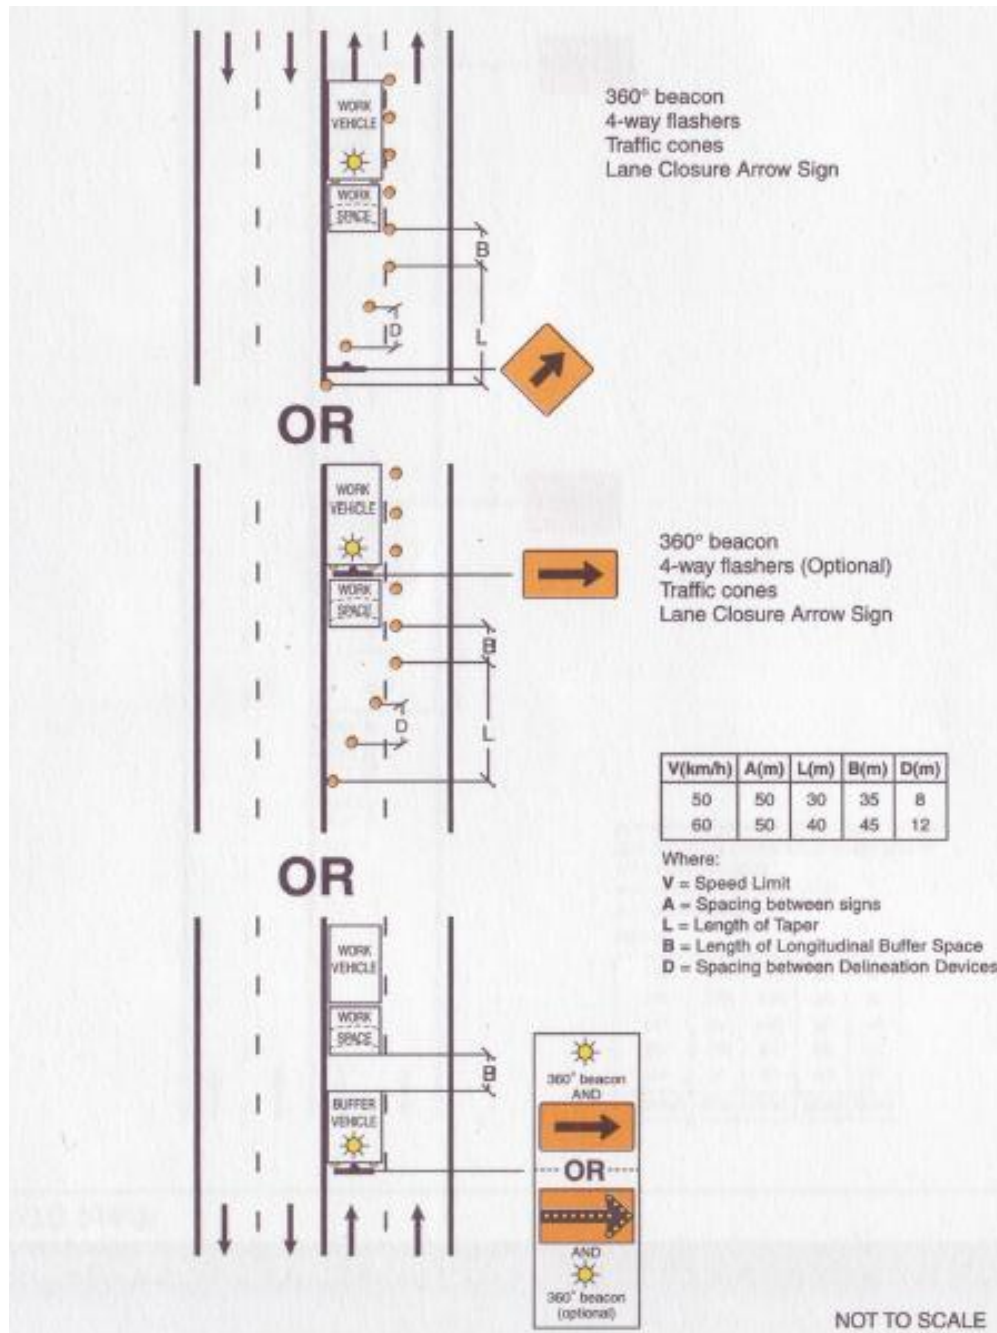 360° beacon
4-way flashers
Traffic cones
Lane Closure Arrow Sign
WORK
VEHICLE
WORK
SPACE
B
D
L
OR
WORK
VEHICLE
WORK
SPACE
B
D
L
360° beacon
4-way flashers (Optional)
Traffic cones
Lane Closure Arrow Sign
V(km/h) A(m) L(m) B(m) D(m)
50 50 30 35 8
60 50 40 45 12
Where:
V = Speed Limit
A = Spacing between signs
L = Length of Taper
B = Length of Longitudinal Buffer Space
D = Spacing between Delineation Devices
OR
WORK
VEHICLE
WORK
SPACE
B
BUFFER
VEHICLE
360° beacon
AND
OR
AND
360° beacon
(optional)
NOT TO SCALE